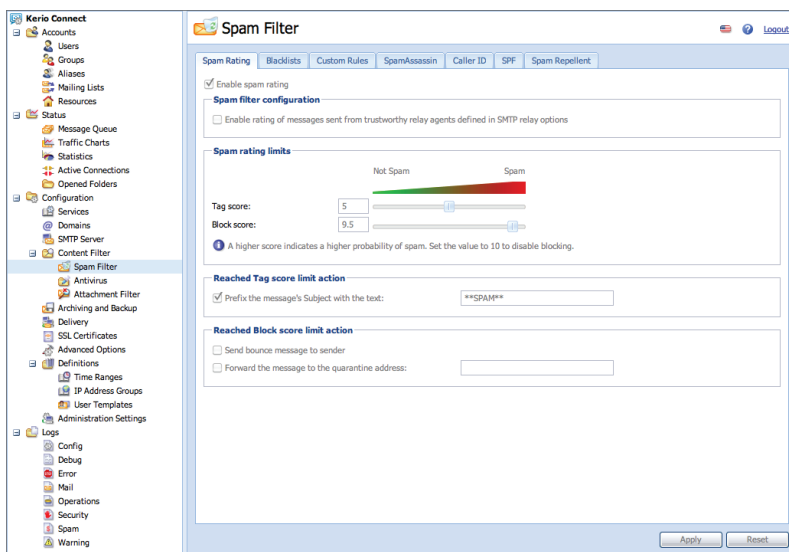 Kerio Connect
Accounts
Users
Groups
Aliases
Mailing Lists
Resources
Status
Message Queue
Traffic Charts
Statistics
Active Connections
Opened Folders
Configuration
Services
Domains
SMTP Server
Content Filter
Spam Filter
Antivirus
Attachment Filter
Archiving and Backup
Delivery
SSL Certificates
Advanced Options
Definitions
Time Ranges
IP Address Groups
User Templates
Administration Settings
Logs
Config
Debug
Error
Mail
Operations
Security
Spam
Warning
Spam Filter
Logout
Spam Rating Blacklists Custom Rules SpamAssassin Caller ID SPF Spam Repellent
Enable spam rating
Spam filter configuration
Enable rating of messages sent from trustworthy relay agents defined in SMTP relay options
Spam rating limits
Not Spam Spam
Tag score: 5
Block score: 9.5
A higher score indicates a higher probability of spam. Set the value to 10 to disable blocking.
Reached Tag score limit action
Prefix the message's Subject with the text: **SPAM**
Reached Block score limit action
Send bounce message to sender
Forward the message to the quarantine address:
Apply Reset